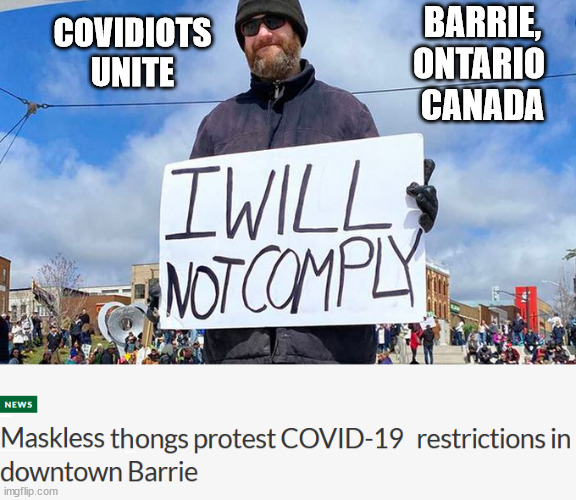 COVIDIOTS
UNITE
BARRIE,
ONTARIO
CANADA
I WILL
NOT COMPLY
NEWS
Maskless thongs protest COVID-19 restrictions in
downtown Barrie
imgflip.com